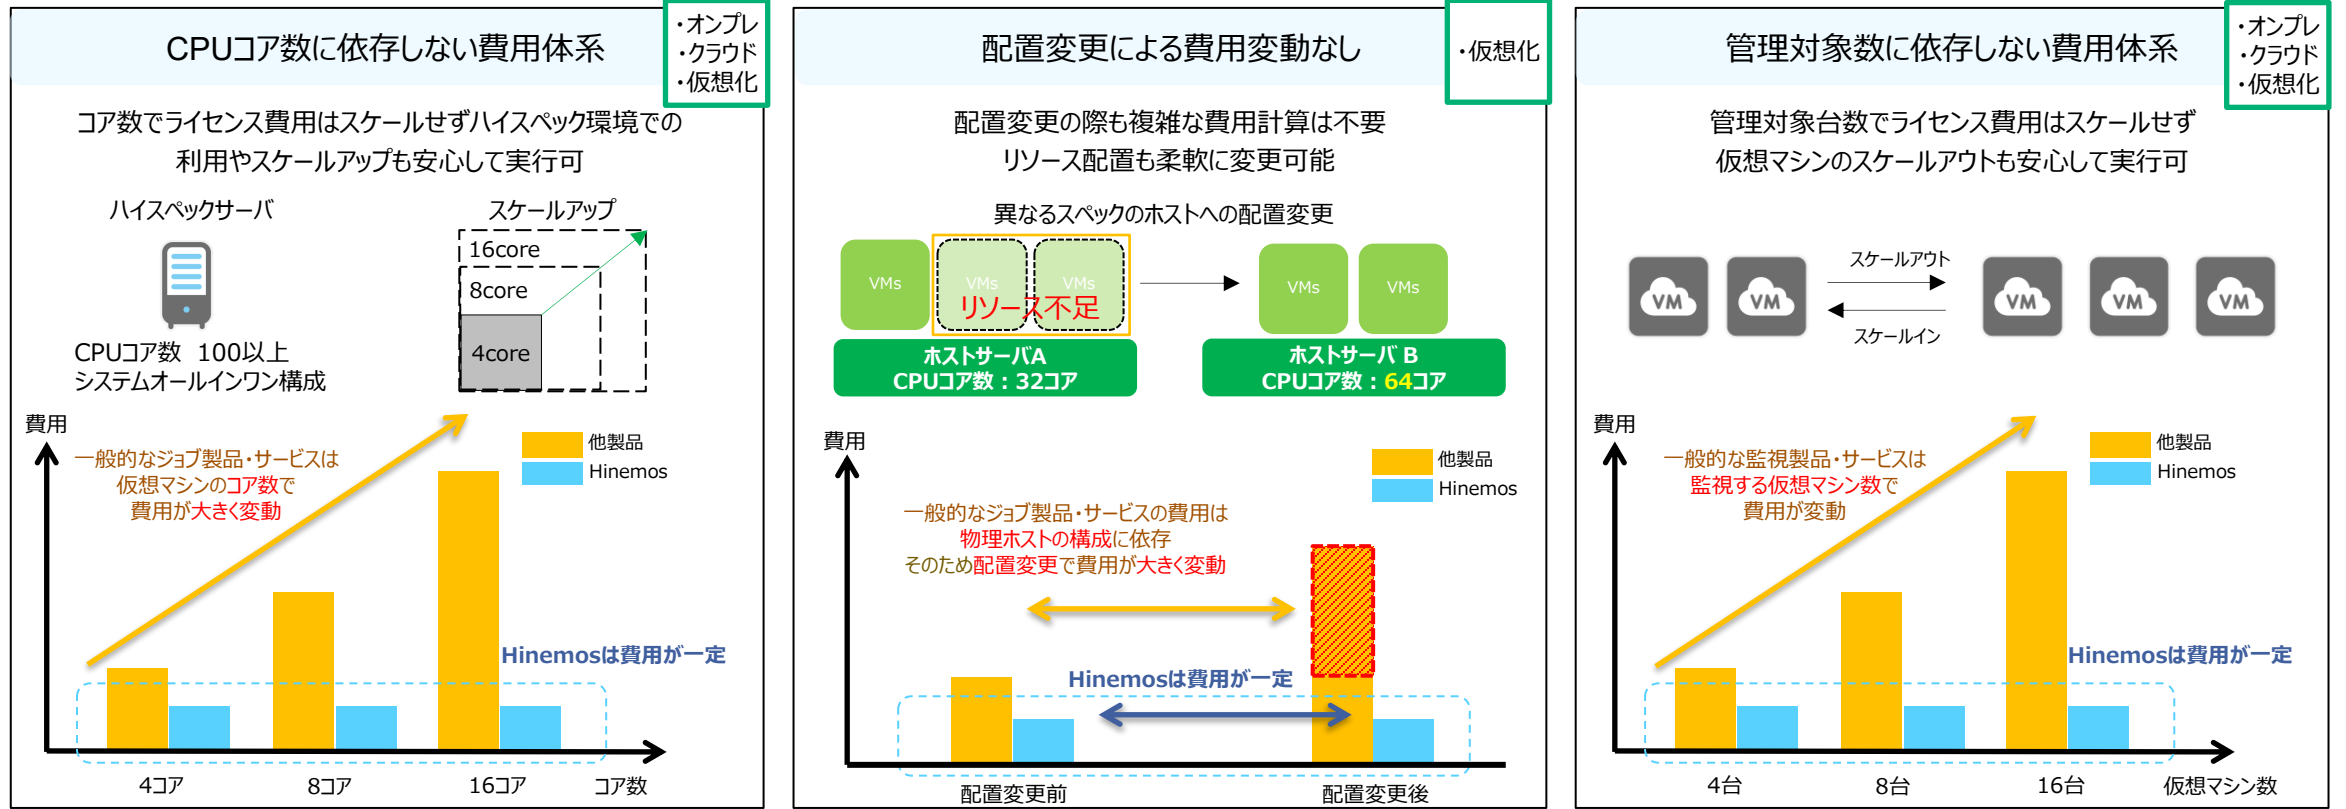 CPUコア数に依存しない費用体系
・オンプレ
・クラウド
・仮想化
コア数でライセンス費用はスケールせずハイスペック環境での
利用やスケールアップも安心して実行可
ハイスペックサーバ
スケールアップ
16core
8core
4core
CPUコア数 100以上
システムオールインワン構成
費用
一般的なジョブ製品・サービスは
仮想マシンのコア数で
費用が大きく変動
他製品
Hinemos
Hinemosは費用が一定
4コア
8コア
16コア
コア数
配置変更による費用変動なし
・仮想化
配置変更の際も複雑な費用計算は不要
リソース配置も柔軟に変更可能
異なるスペックのホストへの配置変更
VMs
VMs
VMs
リソース不足
VMs
VMs
ホストサーバA
CPUコア数：32コア
ホストサーバ B
CPUコア数：64コア
費用
他製品
Hinemos
一般的なジョブ製品・サービスの費用は
物理ホストの構成に依存
そのため配置変更で費用が大きく変動
Hinemosは費用が一定
配置変更前
配置変更後
管理対象数に依存しない費用体系
・オンプレ
・クラウド
・仮想化
管理対象台数でライセンス費用はスケールせず
仮想マシンのスケールアウトも安心して実行可
VM
VM
スケールアウト
スケールイン
VM
VM
VM
費用
一般的な監視製品・サービスは
監視する仮想マシン数で
費用が変動
他製品
Hinemos
Hinemosは費用が一定
4台
8台
16台
仮想マシン数